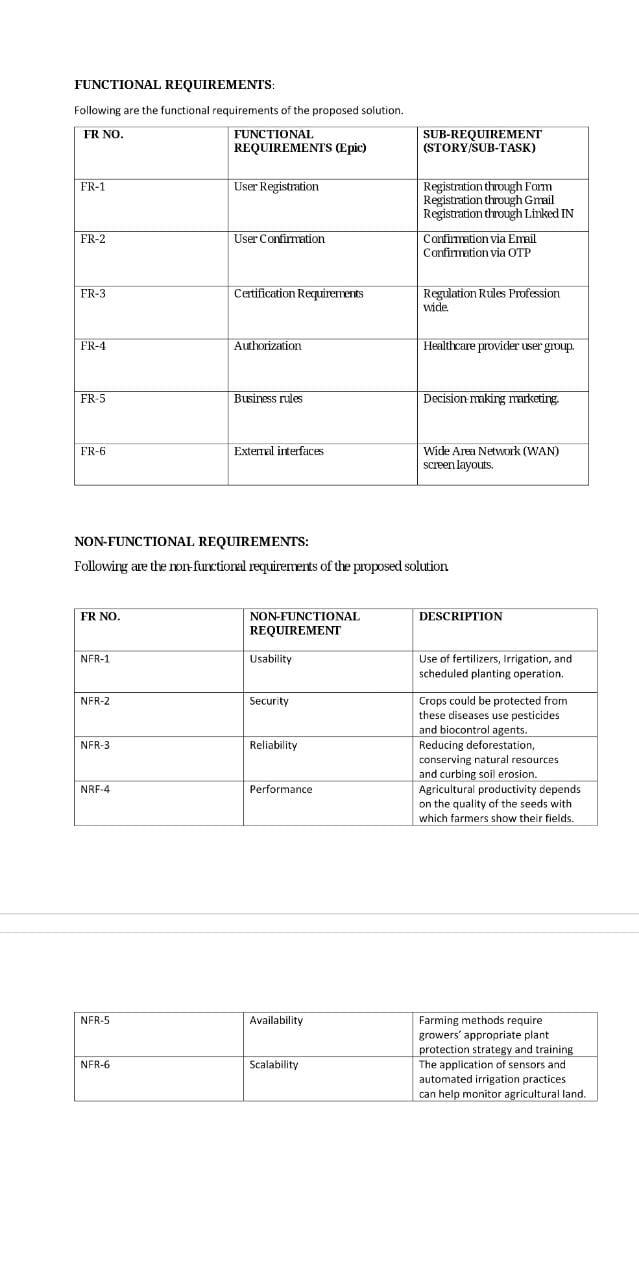 FUNCTIONAL REQUIREMENTS:
Following are the functional requirements of the proposed solution.
FR NO.
FUNCTIONAL
REQUIREMENTS (Epic)
SUB-REQUIREMENT
(STORY/SUB-TASK)
FR-1
User Registration
Registration through Form
Registration through Gmail
Registration through Linked IN
FR-2
User Confirmation
Confirmation via Email
Confirmation via OTP
FR-3
Certification Requirements
Regulation Rules Profession
wide.
FR-4
Authorization
Healthcare provider user group.
FR-5
Business rules
Decision-making marketing.
FR-6
External interfaces
Wide Area Network (WAN)
screen layouts.
NON-FUNCTIONAL REQUIREMENTS:
Following are the non-functional requirements of the proposed solution.
FR NO.
NON-FUNCTIONAL
REQUIREMENT
DESCRIPTION
NFR-1
Usability
Use of fertilizers, Irrigation, and
scheduled planting operation.
NFR-2
Security
Crops could be protected from
these diseases use pesticides
and biocontrol agents.
NFR-3
Reliability
Reducing deforestation,
conserving natural resources
and curbing soil erosion.
NRF-4
Performance
Agricultural productivity depends
on the quality of the seeds with
which farmers show their fields.
NFR-5
Availability
Farming methods require
growers’ appropriate plant
protection strategy and training
NFR-6
Scalability
The application of sensors and
automated irrigation practices
can help monitor agricultural land.